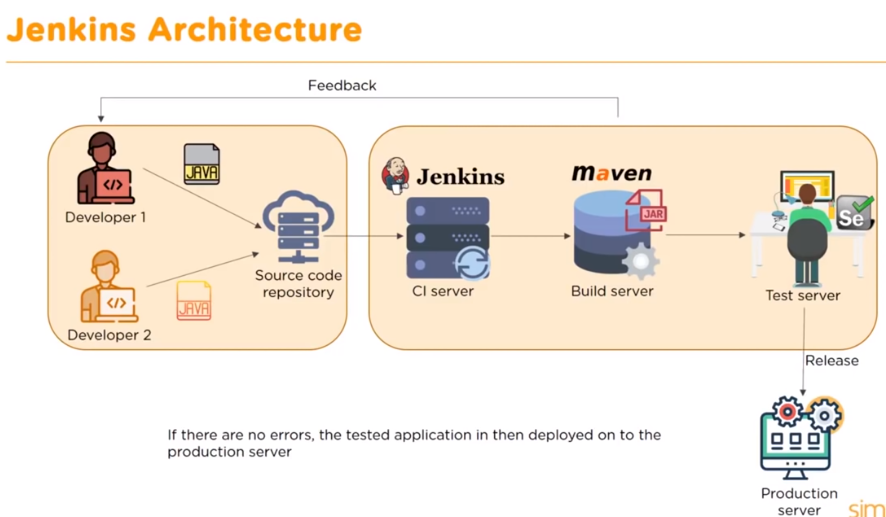 Jenkins Architecture
Feedback
JAVA
Developer 1
JAVA
Developer 2
Source code
repository
Jenkins
CI server
maven
JAR
Build server
Se
Test server
Release
If there are no errors, the tested application in then deployed on to the
production server
Production
server
sim